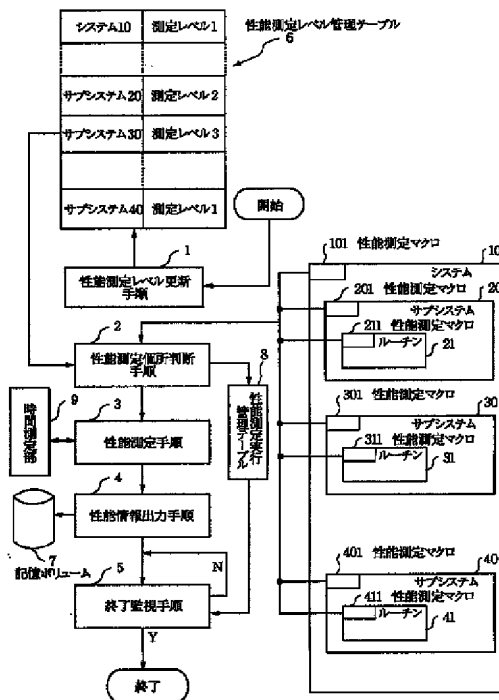 システム10 測定レベル1
性能測定レベル管理テーブル
6
サブシステム20 測定レベル2
サブシステム30 測定レベル3
サブシステム40 測定レベル1
開始
1
性能測定レベル更新
手順
2
性能測定個所判断
手順
8
性能測定実行
管理テーブル
9
時間測定部
3
性能測定手順
4
性能情報出力手順
7
記憶ボリューム
N
5
終了監視手順
Y
終了
101 性能測定マクロ
10
システム
201 性能測定マクロ
20
サブシステム
211 性能測定マクロ
ルーチン
21
301 性能測定マクロ
30
サブシステム
311 性能測定マクロ
ルーチン
31
401 性能測定マクロ
40
サブシステム
411 性能測定マクロ
ルーチン
41